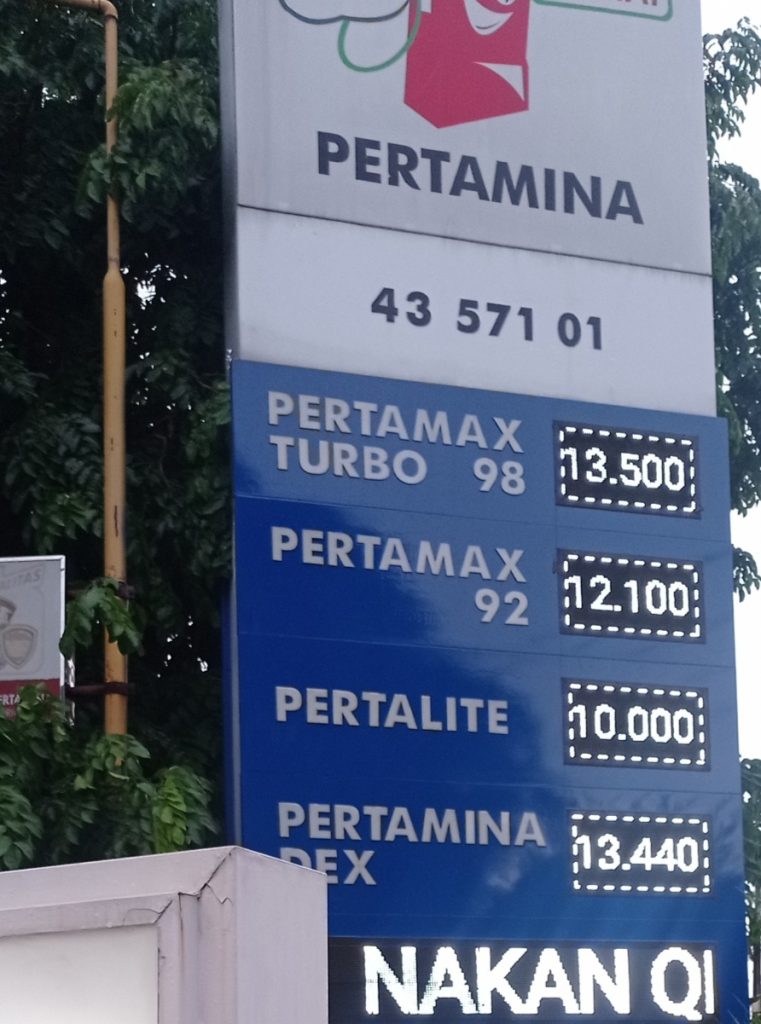 PERTAMINA
43 571 01
PERTAMAX
TURBO 98
13.500
PERTAMAX
92
12.100
PERTALITE
10.000
PERTAMINA
DEX
13.440
NAKAN QI